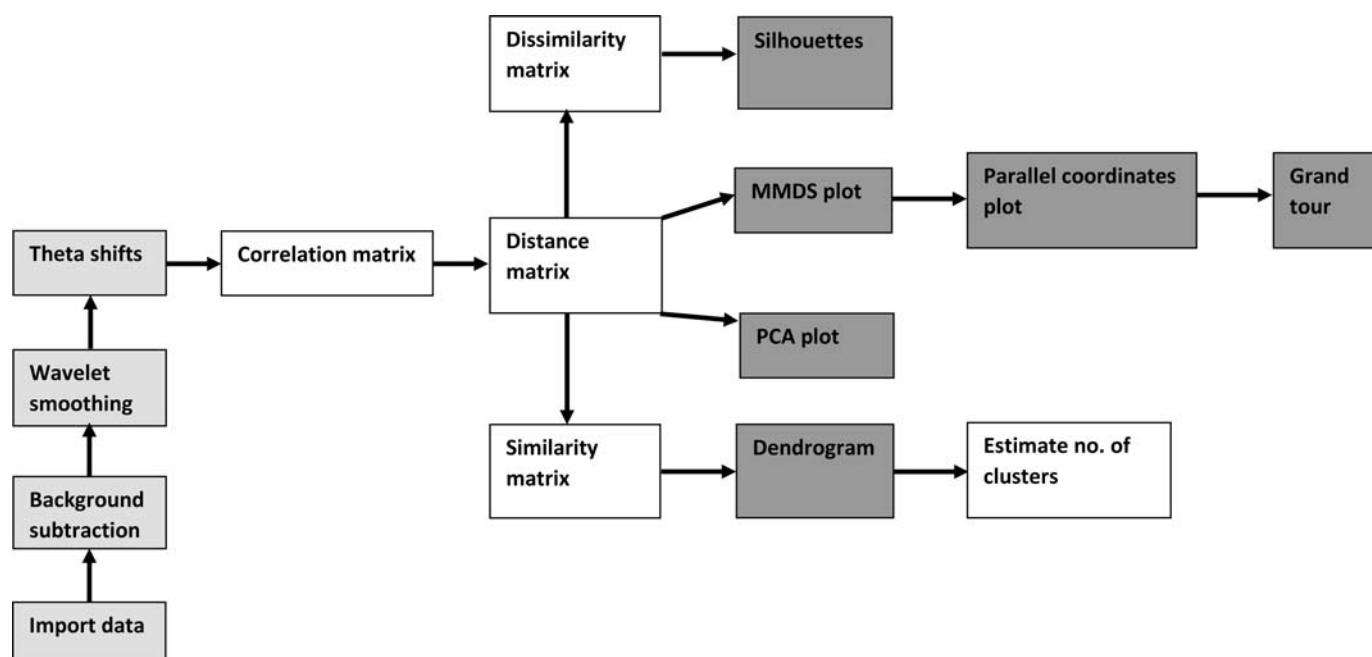 Dissimilarity
matrix
Silhouettes
MMDS plot
Parallel coordinates
plot
Grand
tour
Theta shifts
Correlation matrix
Distance
matrix
PCA plot
Wavelet
smoothing
Similarity
matrix
Dendrogram
Estimate no. of
clusters
Background
subtraction
Import data